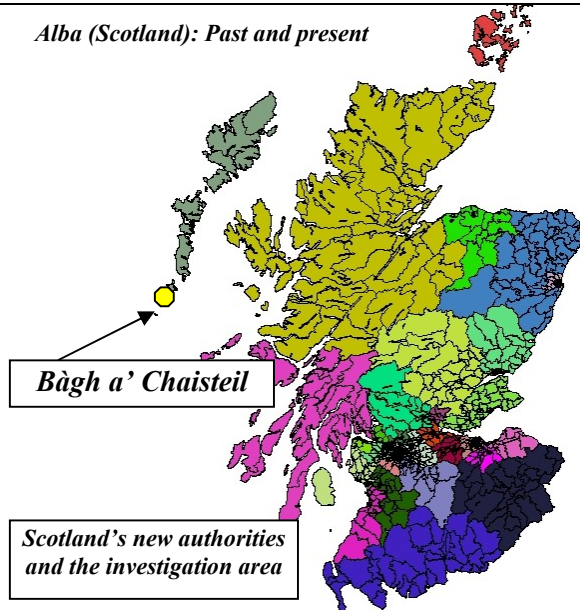 Alba (Scotland): Past and present
Bàgh a’ Chaisteil
Scotland’s new authorities
and the investigation area